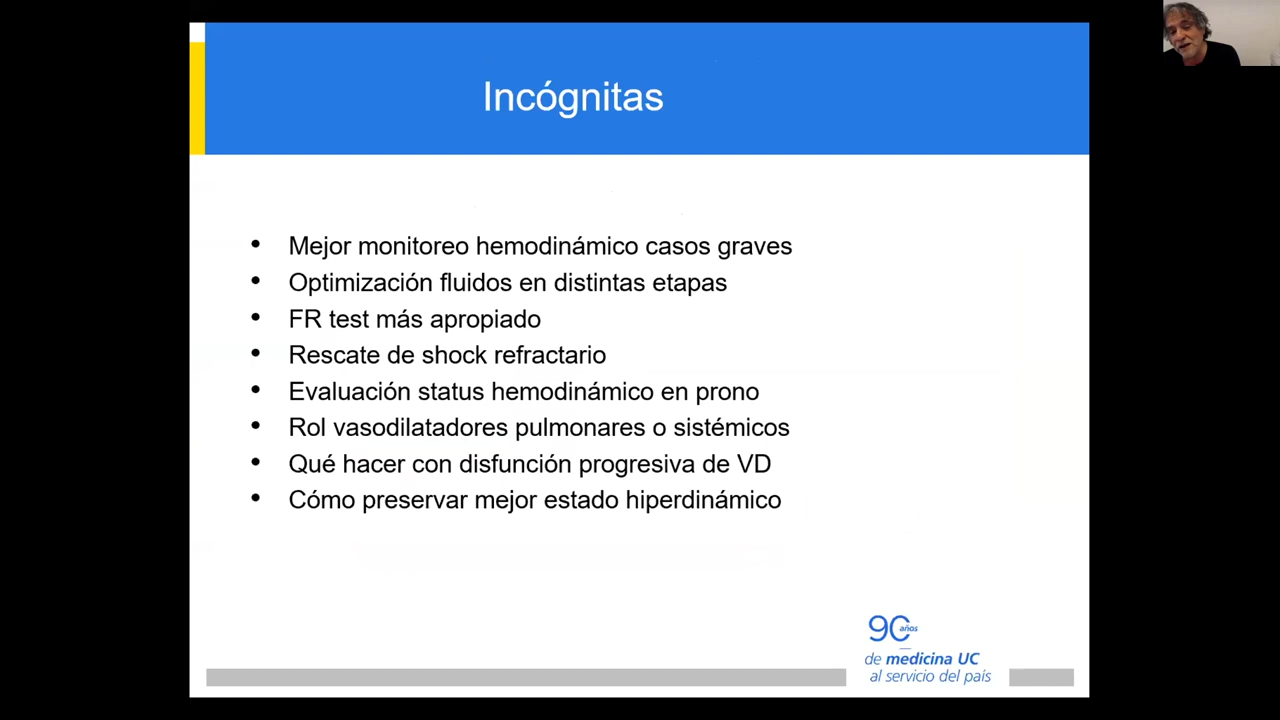 Incógnitas
• Mejor monitoreo hemodinámico casos graves
• Optimización fluidos en distintas etapas
• FR test más apropiado
• Rescate de shock refractario
• Evaluación status hemodinámico en prono
• Rol vasodilatadores pulmonares o sistémicos
• Qué hacer con disfunción progresiva de VD
• Cómo preservar mejor estado hiperdinámico
90 años
de medicina UC
al servicio del país